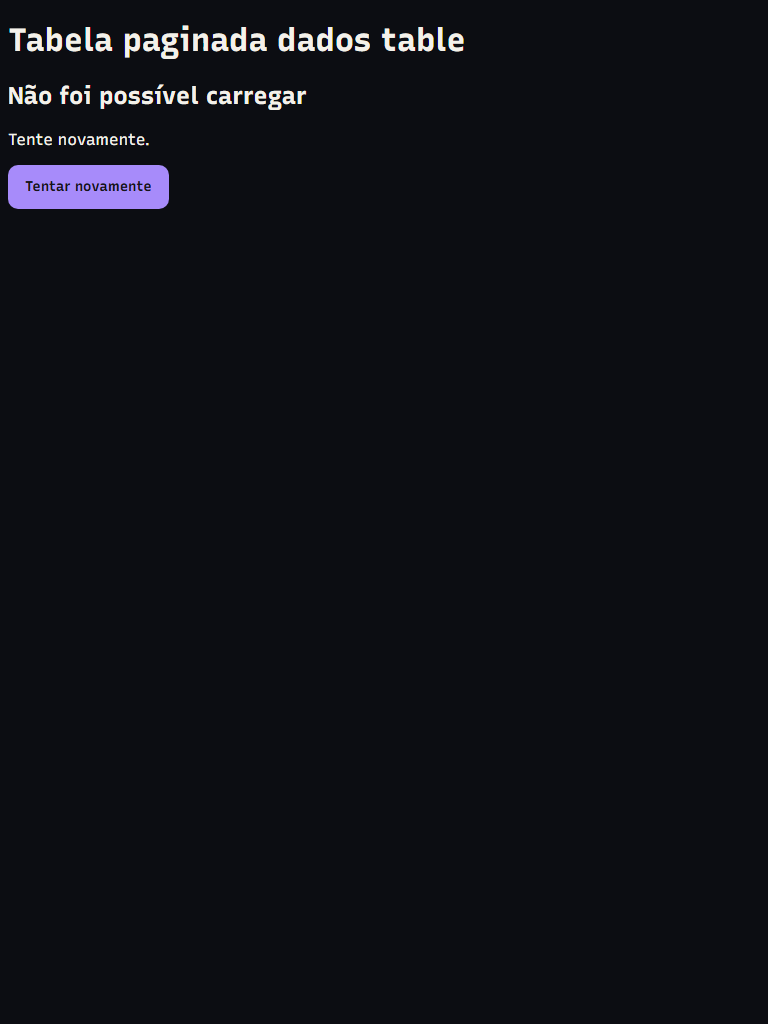 Tabela paginada dados table
Não foi possível carregar
Tente novamente.
Tentar novamente